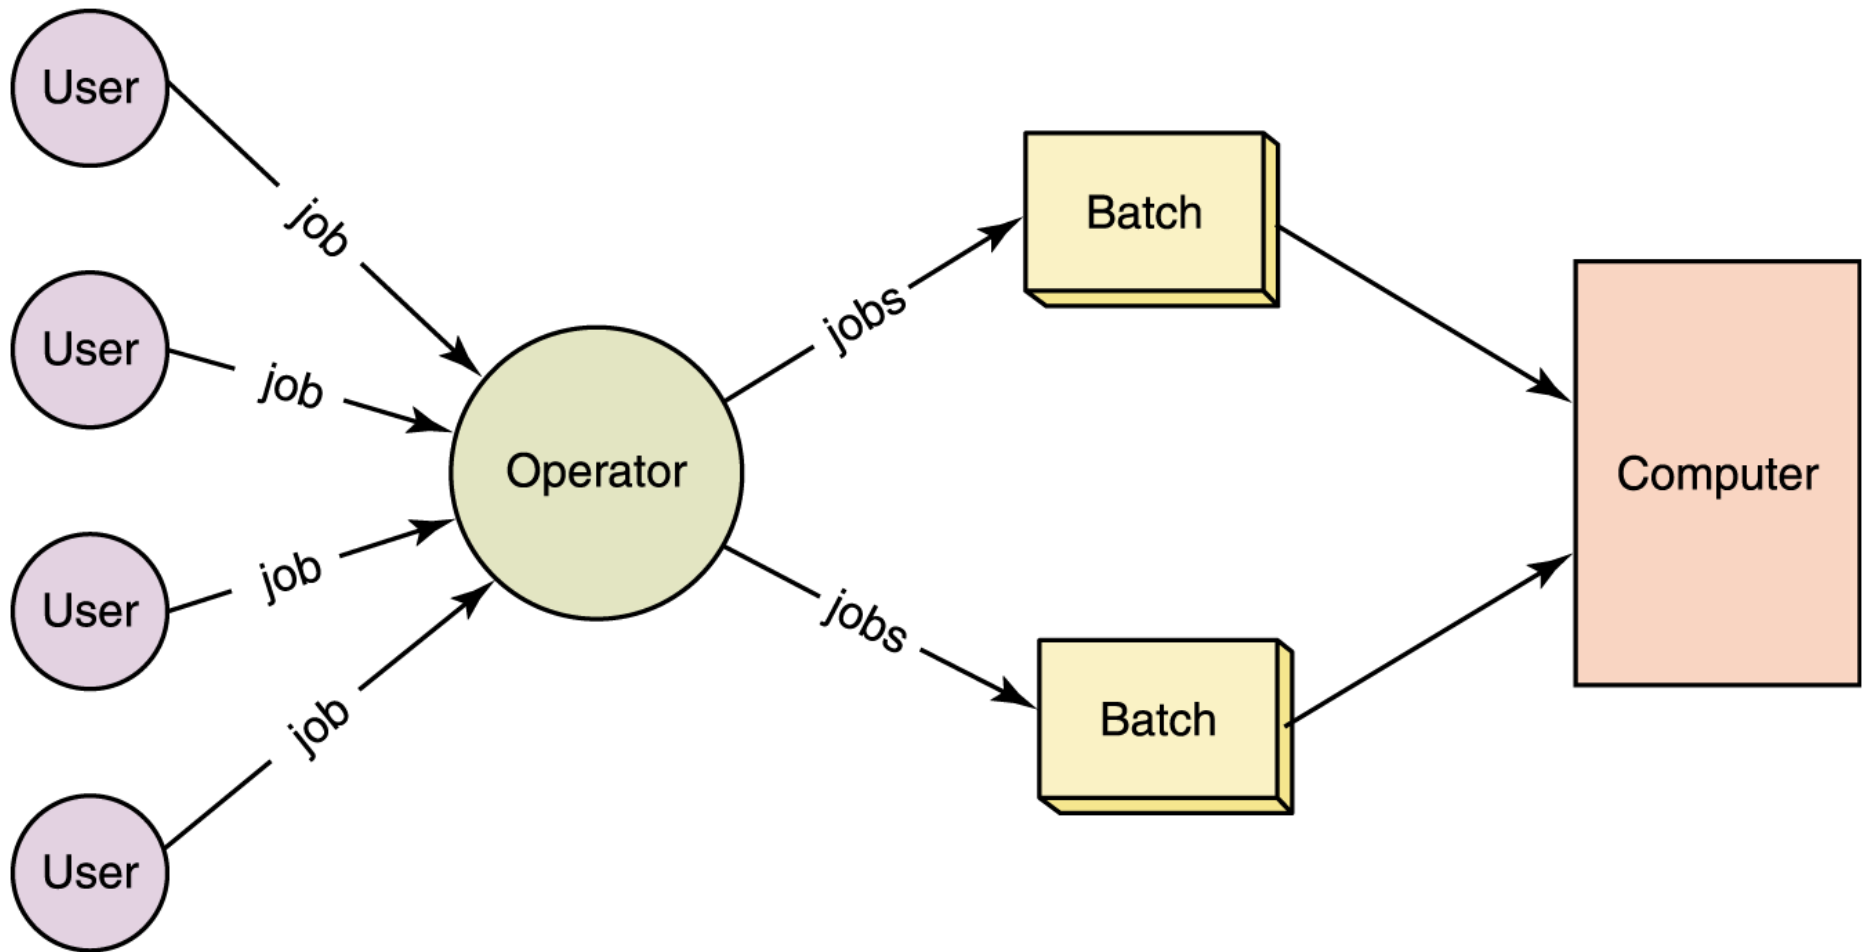 User
job
User
job
User
job
User
job
Operator
jobs
jobs
Batch
Batch
Computer